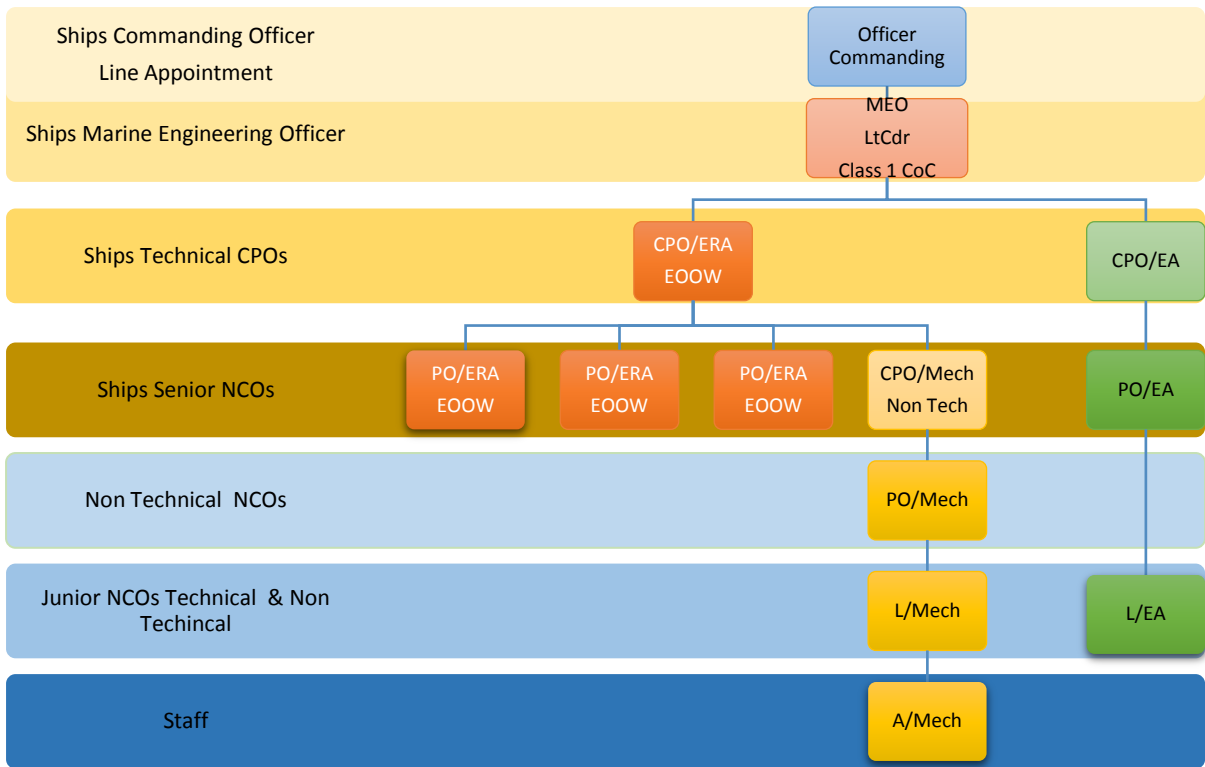 Ships Commanding Officer
Line Appointment
Officer
Commanding
Ships Marine Engineering Officer
MEO
LtCdr
Class 1 CoC
Ships Technical CPOs
CPO/ERA
EOOW
CPO/EA
Ships Senior NCOs
PO/ERA
EOOW
PO/ERA
EOOW
PO/ERA
EOOW
CPO/Mech
Non Tech
PO/EA
Non Technical NCOs
PO/Mech
Junior NCOs Technical & Non
Techincal
L/Mech
L/EA
Staff
A/Mech